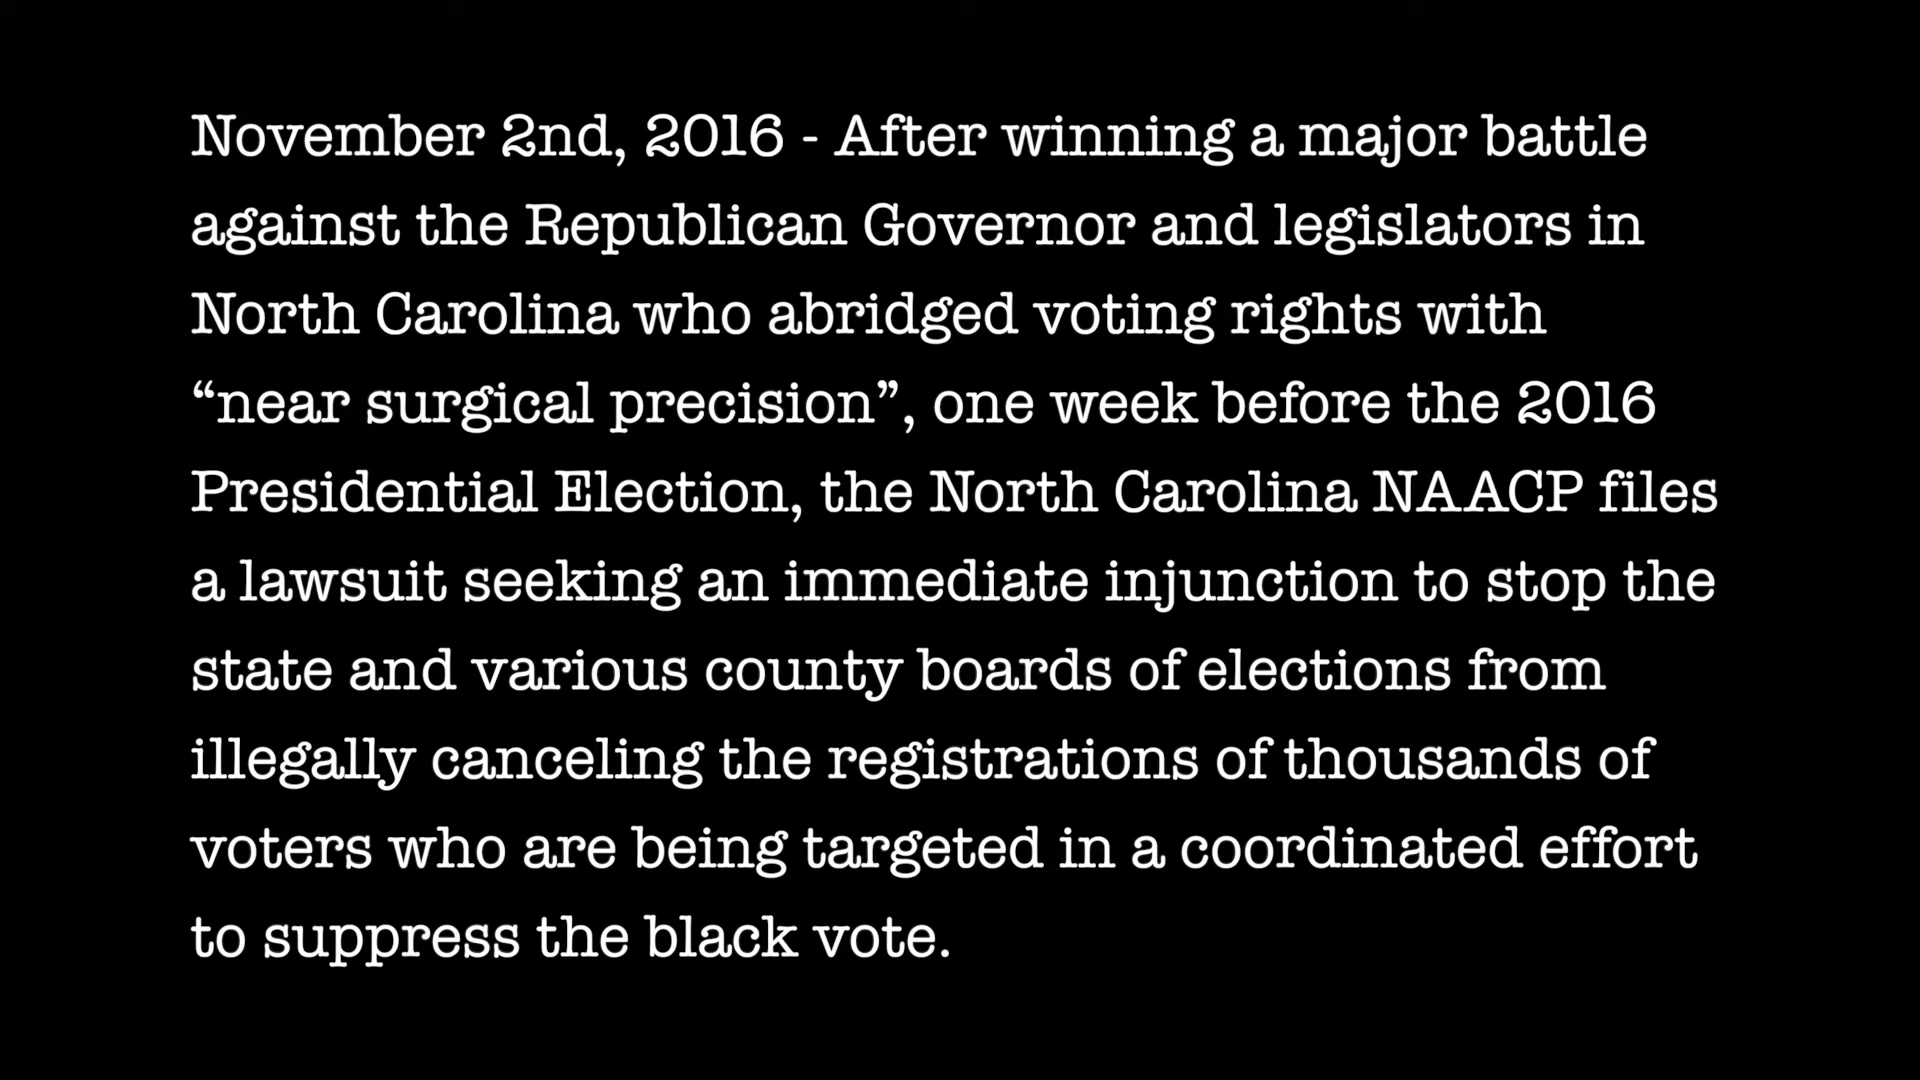 November 2nd, 2016 - After winning a major battle
against the Republican Governor and legislators in
North Carolina who abridged voting rights with
“near surgical precision”, one week before the 2016
Presidential Election, the North Carolina NAACP files
a lawsuit seeking an immediate injunction to stop the
state and various county boards of elections from
illegally canceling the registrations of thousands of
voters who are being targeted in a coordinated effort
to suppress the black vote.